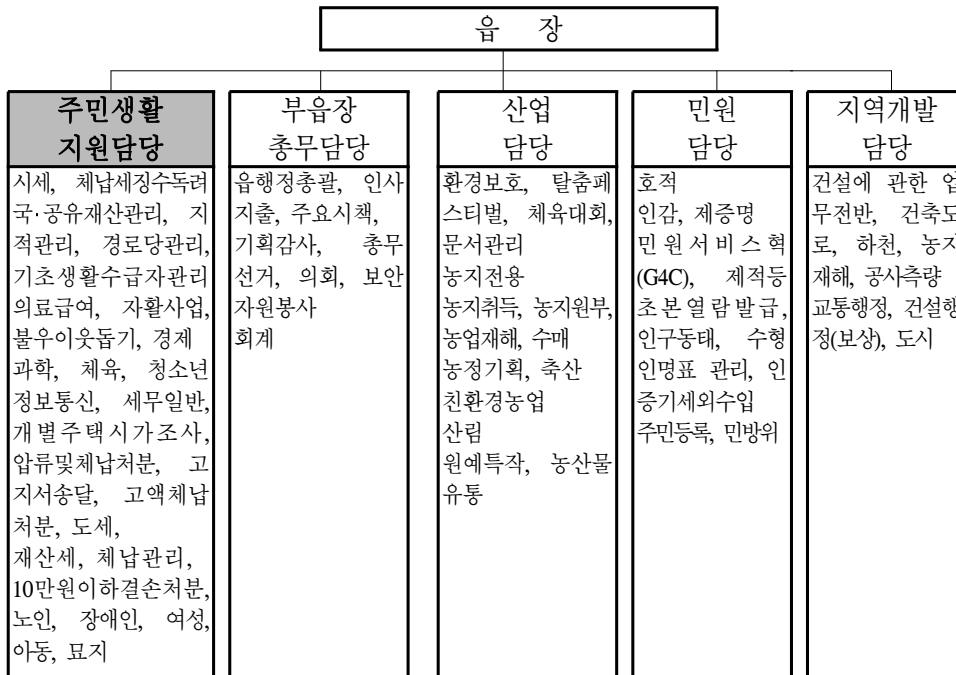 읍 장
주민생활
지원담당
시세, 체납세징수독려
국·공유재산관리, 지
적관리, 경로당관리,
기초생활수급자관리
의료급여, 자활사업,
불우이웃돕기, 경제
과학, 체육, 청소년
정보통신, 세무일반,
개별주택시가조사,
압류및체납처분, 고
지서송달, 고액체납
처분, 도세,
재산세, 체납관리,
10만원이하결손처분,
노인, 장애인, 여성,
아동, 묘지
부읍장
총무담당
읍행정총괄, 인사
지출, 주요시책,
기획감사, 총무
선거, 의회, 보안
자원봉사
회계
산업
담당
환경보호, 탈춤페
스티벌, 체육대회,
문서관리
농지전용
농지취득, 농지원부,
농업재해, 수매
농정기획, 축산
친환경농업
산림
원예특작, 농산물
유통
민원
담당
호적
인감, 제증명
민원서비스혁
(G4C), 제적등
초본열람발급,
인구동태, 수형
인명표 관리, 인
증기세외수입
주민등록, 민방위
지역개발
담당
건설에 관한 업
무전반, 건축도
로, 하천, 농지
재해, 공사측량
교통행정, 건설행
정(보상), 도시